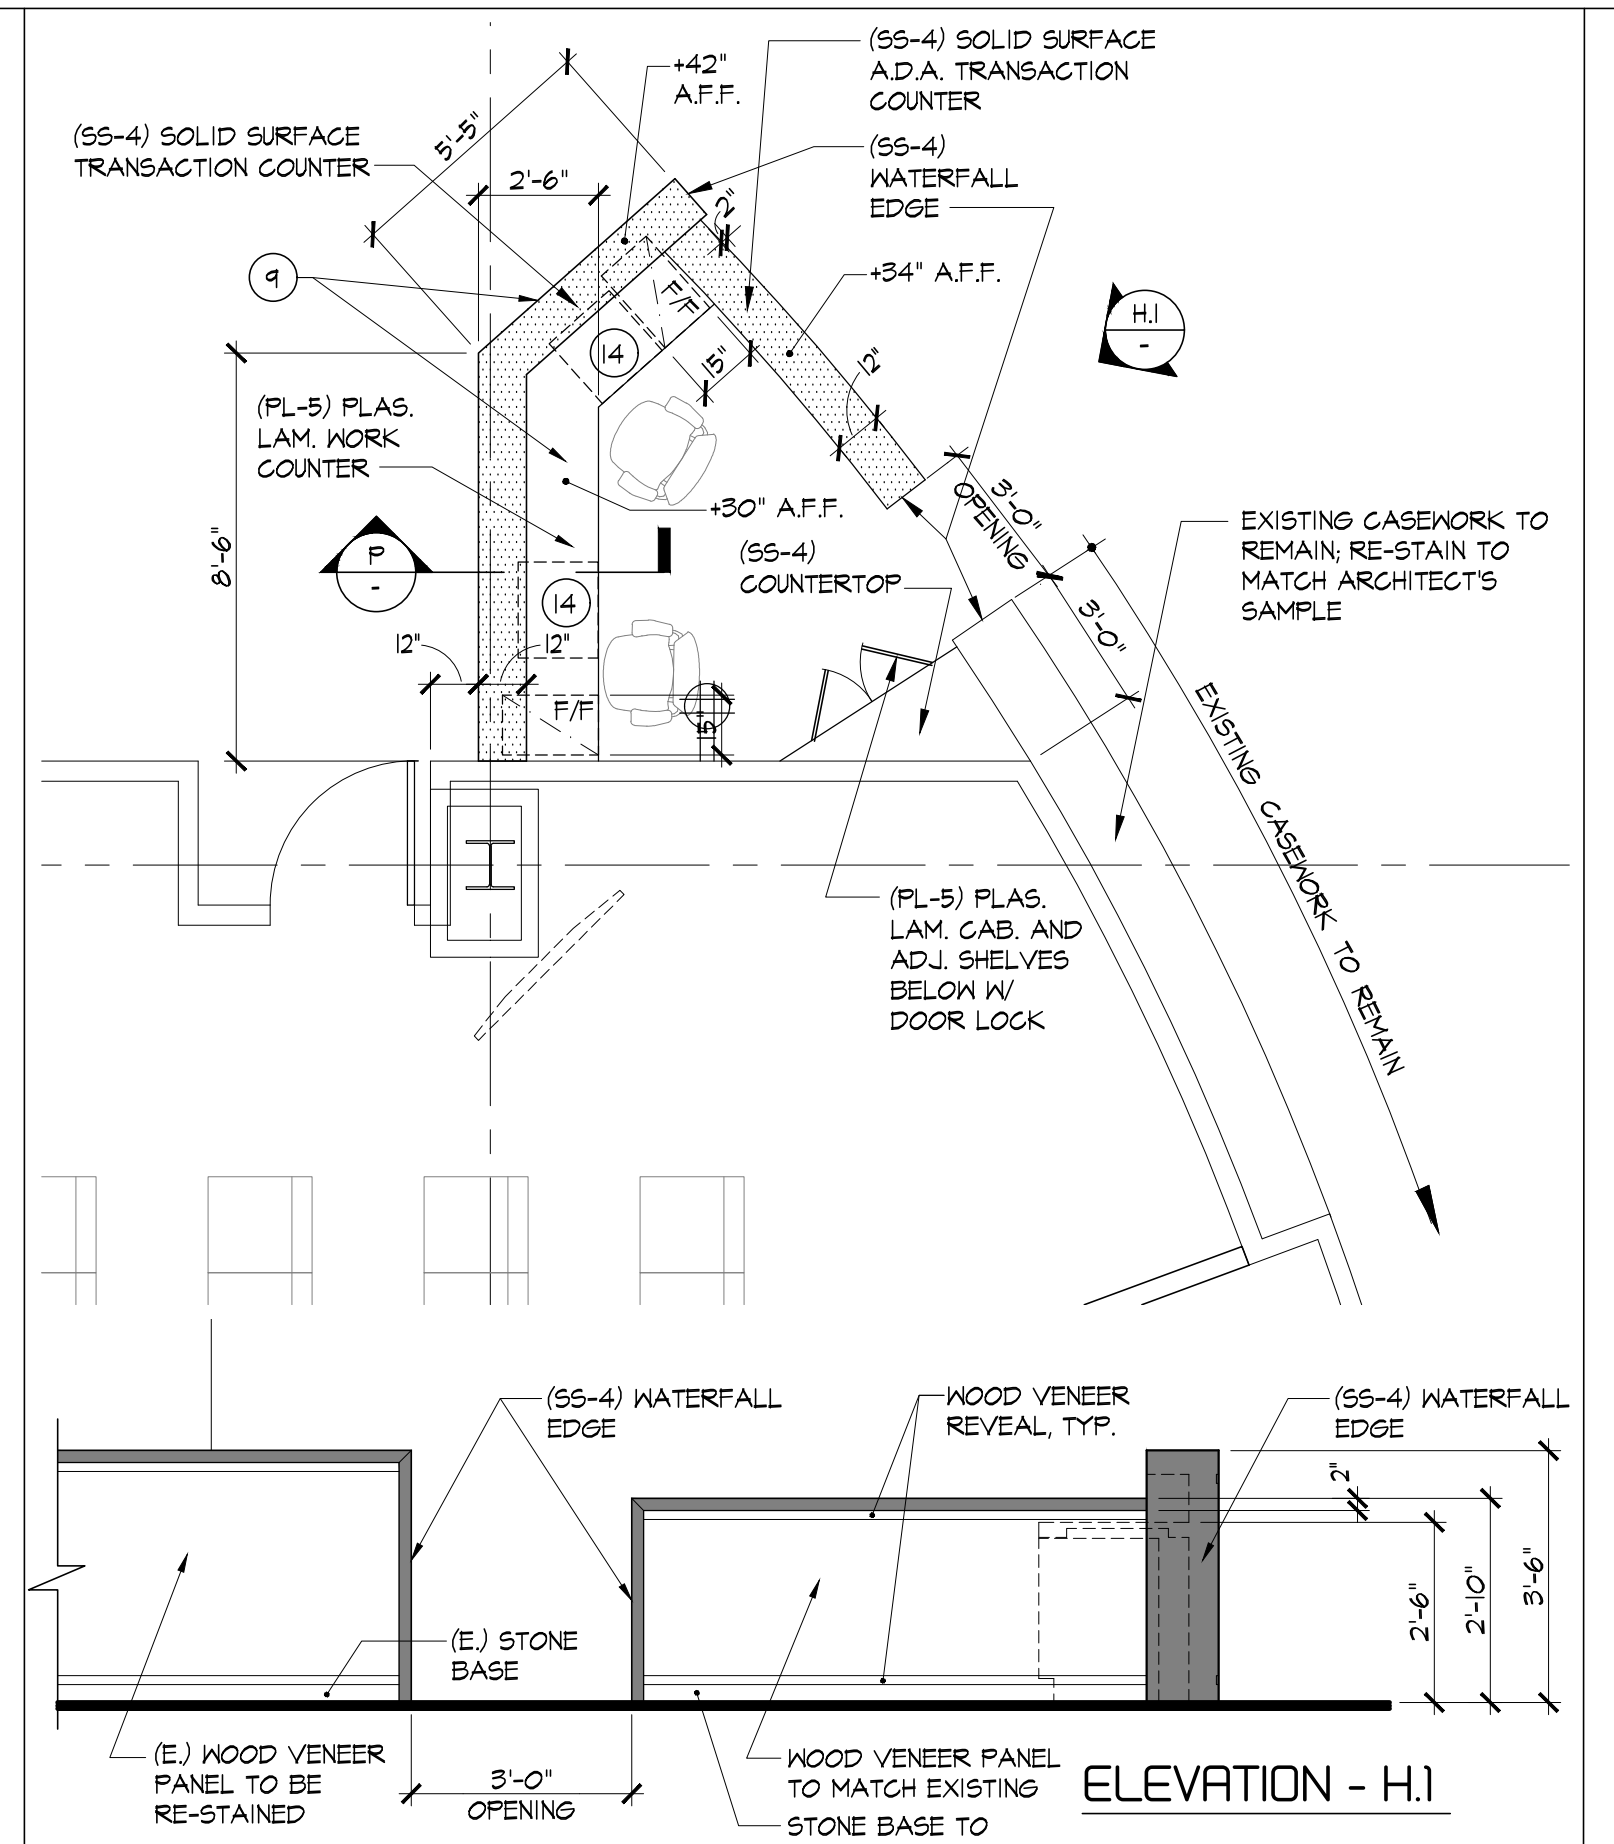 (SS-4) SOLID SURFACE
A.D.A. TRANSACTION
COUNTER
+42"
A.F.F.
(SS-4) SOLID SURFACE
TRANSACTION COUNTER
5'-5"
2'-6"
(SS-4)
WATERFALL
EDGE
2"
9
+34" A.F.F.
F/F
H.1
-
14
15"
12"
(PL-5) PLAS.
LAM. WORK
COUNTER
3'-0"
OPENING
+30" A.F.F.
8'-6"
P
-
(SS-4)
COUNTERTOP
EXISTING CASEWORK TO
REMAIN; RE-STAIN TO
MATCH ARCHITECT'S
SAMPLE
14
3'-0"
12"
12"
F/F
15"
EXISTING CASEWORK TO REMAIN
(PL-5) PLAS.
LAM. CAB. AND
ADJ. SHELVES
BELOW W/
DOOR LOCK
(SS-4) WATERFALL
EDGE
WOOD VENEER
REVEAL, TYP.
(SS-4) WATERFALL
EDGE
2"
2'-6"
2'-10"
3'-6"
(E.) STONE
BASE
(E.) WOOD VENEER
PANEL TO BE
RE-STAINED
3'-0"
OPENING
WOOD VENEER PANEL
TO MATCH EXISTING
STONE BASE TO
ELEVATION - H.1